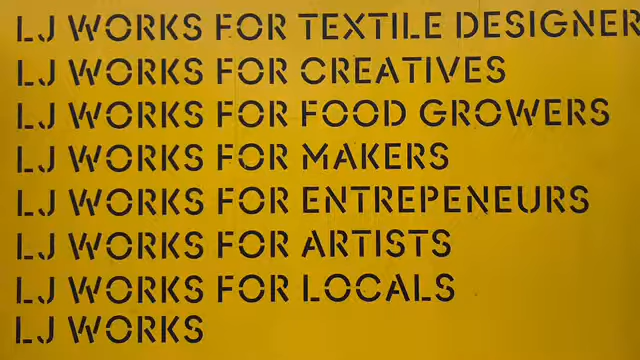 LJ WORKS FOR TEXTILE DESIGNER
LJ WORKS FOR CREATIVES
LJ WORKS FOR FOOD GROWERS
LJ WORKS FOR MAKERS
LJ WORKS FOR ENTREPENEURS
LJ WORKS FOR ARTISTS
LJ WORKS FOR LOCALS
LJ WORKS